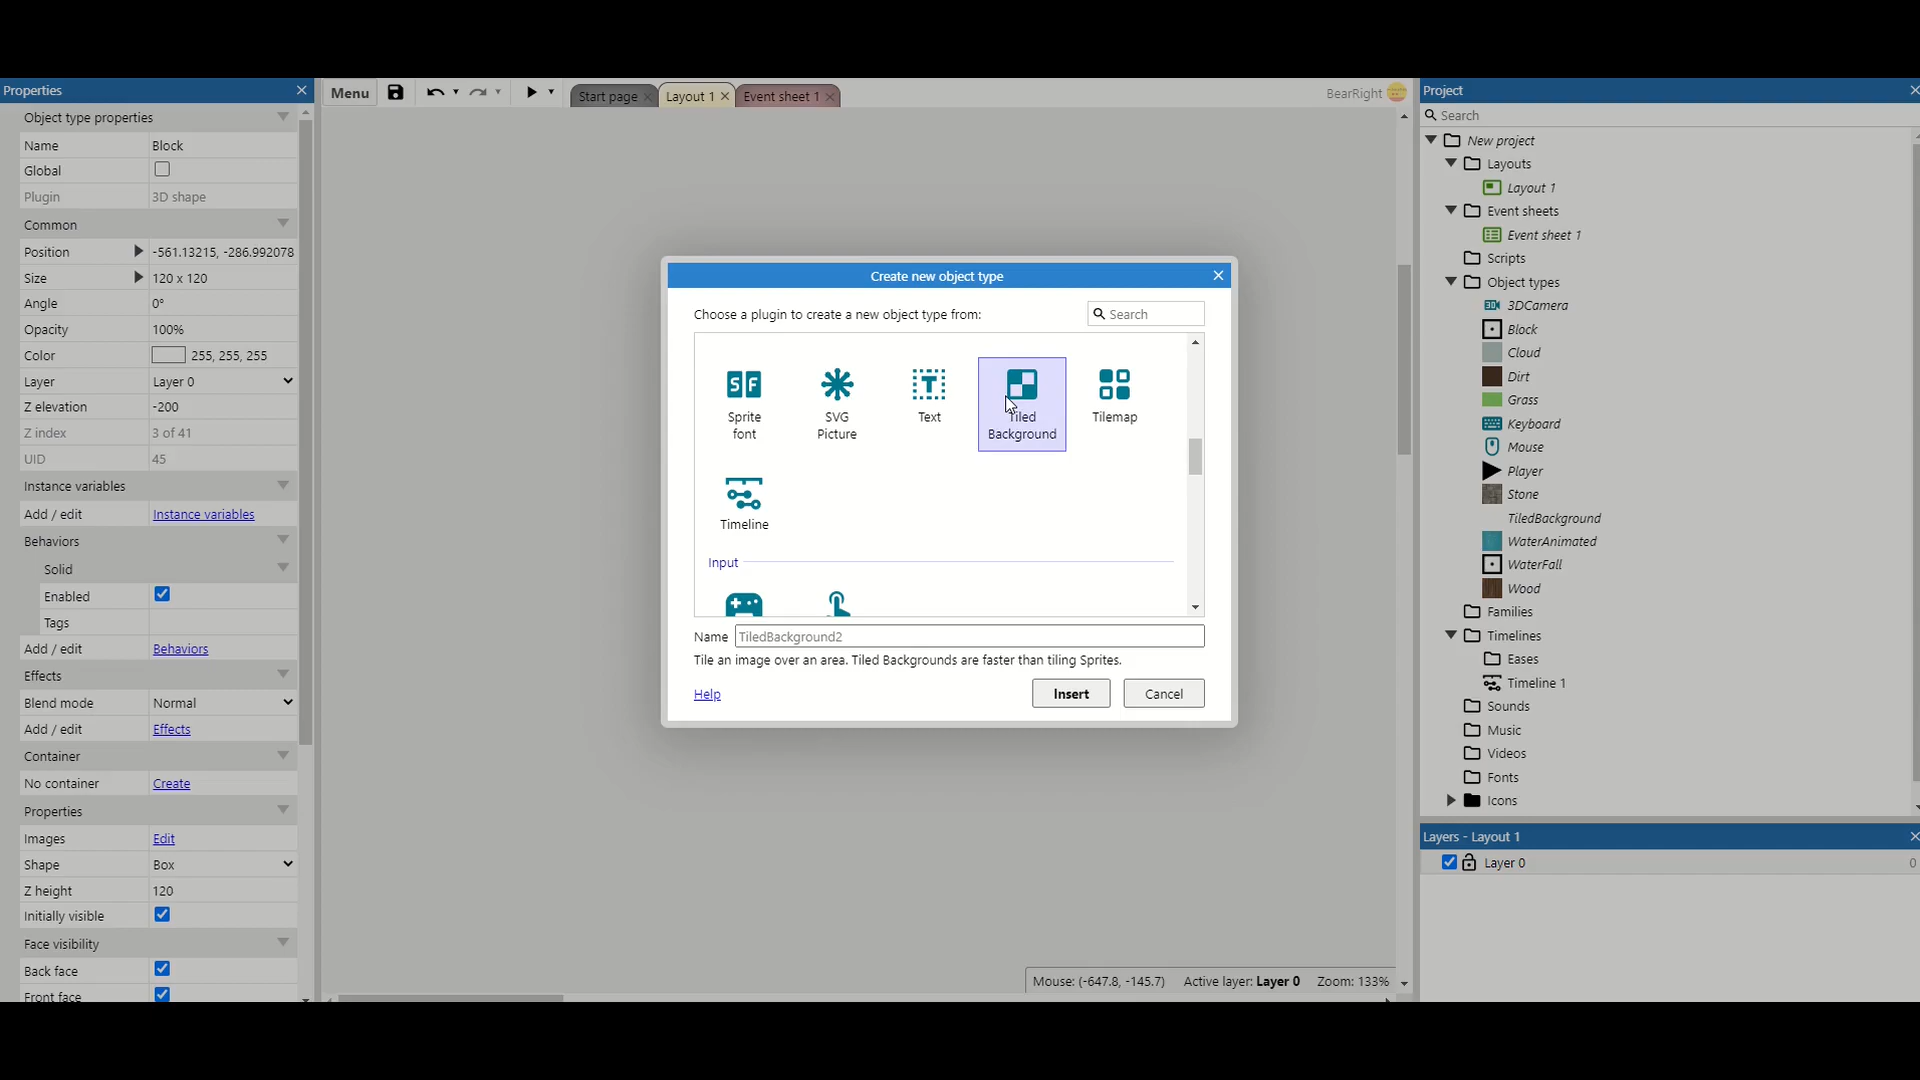 Properties
Object type properties
Name Block
Global
Plugin 3D shape
Common
Position -561.13215, -286.992078
Size 120 x 120
Angle 0°
Opacity 100%
Color 255, 255, 255
Layer Layer 0
Z elevation -200
Z index 3 of 41
UID 45
Instance variables
Add / edit Instance variables
Behaviors
Solid
Enabled
Tags
Add / edit Behaviors
Effects
Blend mode Normal
Add / edit Effects
Container
No container Create
Properties
Images Edit
Shape Box
Z height 120
Initially visible
Face visibility
Back face
Front face
Menu
Start page
Layout 1
Event sheet 1
BearRight
Create new object type
Choose a plugin to create a new object type from:
Search
SF
Sprite font
SVG Picture
T
Text
Tiled Background
Tilemap
Timeline
Input
Name TiledBackground2
Tile an image over an area. Tiled Backgrounds are faster than tiling Sprites.
Help
Insert
Cancel
Mouse: (-647.8, -145.7) Active layer: Layer 0 Zoom: 133%
Project
Search
New project
Layouts
Layout 1
Event sheets
Event sheet 1
Scripts
Object types
3DCamera
Block
Cloud
Dirt
Grass
Keyboard
Mouse
Player
Stone
TiledBackground
WaterAnimated
WaterFall
Wood
Families
Timelines
Eases
Timeline 1
Sounds
Music
Videos
Fonts
Icons
Layers - Layout 1
Layer 0 0